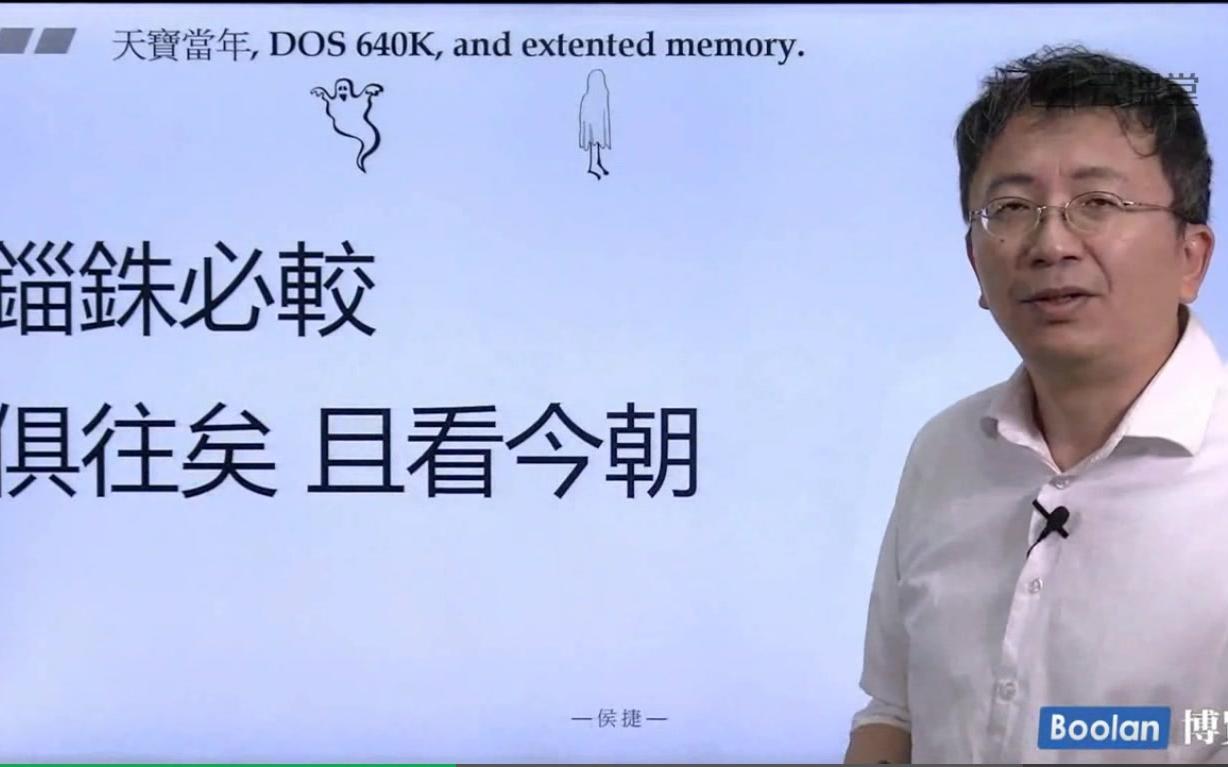 天寶當年, DOS 640K, and extented memory.
錙銖必較
俱往矣 且看今朝
—侯捷—
Boolan 博